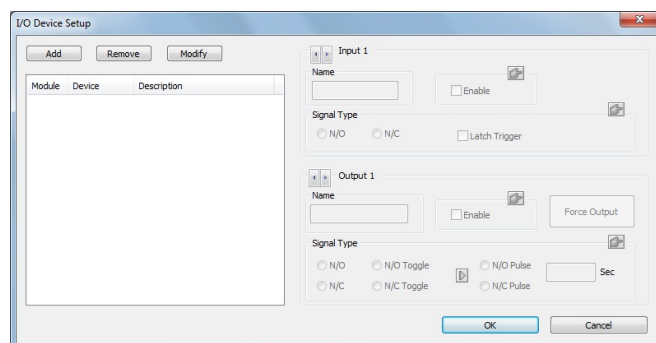 I/O Device Setup
Add Remove Modify
Module Device Description
Input 1
Name
Enable
Signal Type
N/O N/C Latch Trigger
Output 1
Name
Enable Force Output
Signal Type
N/O N/O Toggle N/O Pulse Sec
N/C N/C Toggle N/C Pulse
OK Cancel